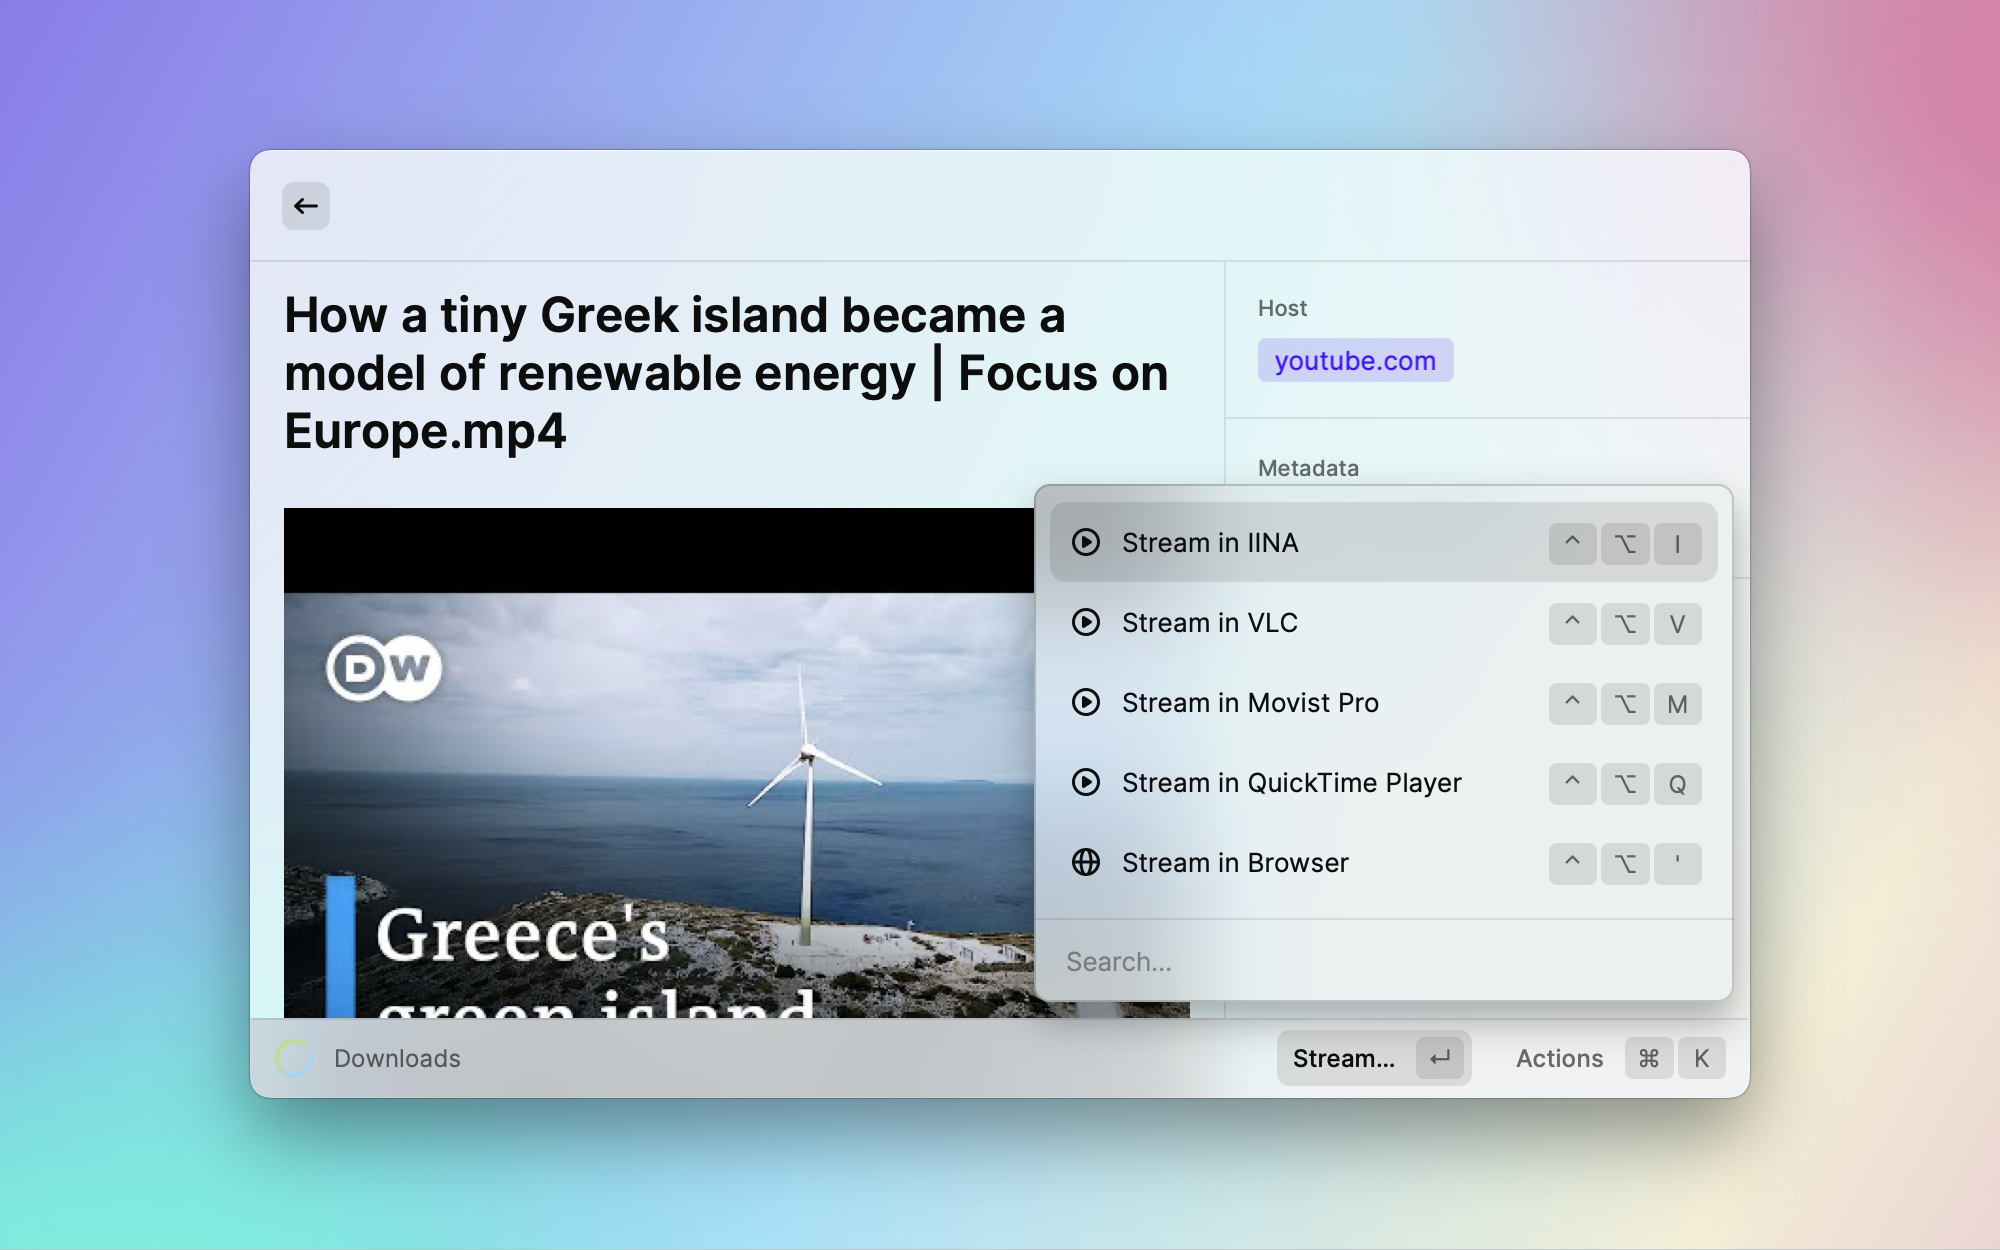 How a tiny Greek island became a
model of renewable energy | Focus on
Europe.mp4
Host
youtube.com
Metadata
DW
Greece's
green island
Stream in IINA ^ ⌥ I
Stream in VLC ^ ⌥ V
Stream in Movist Pro ^ ⌥ M
Stream in QuickTime Player ^ ⌥ Q
Stream in Browser ^ ⌥ '
Search...
Downloads
Stream... ↵
Actions ⌘ K